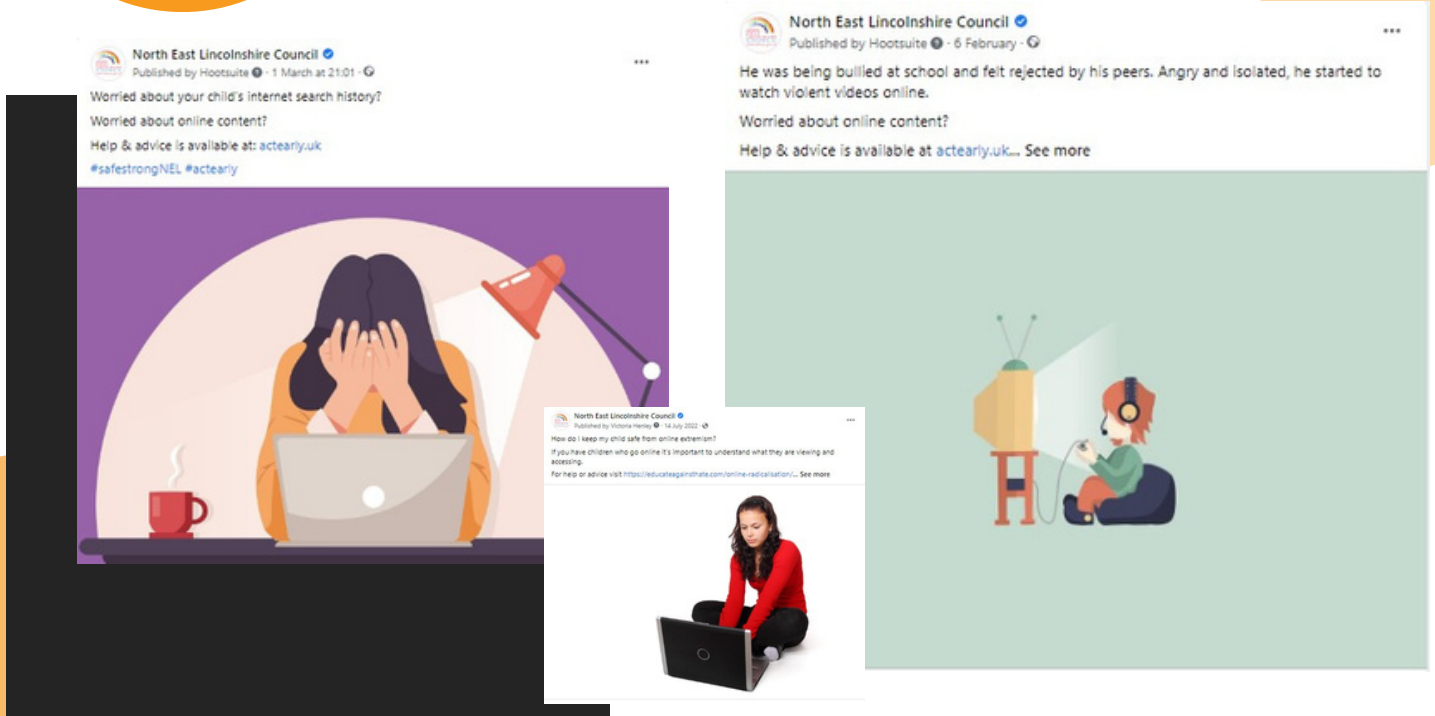 North East Lincolnshire Council
Published by Hootsuite · 1 March at 21:01 ·
Worried about your child's internet search history?
Worried about online content?
Help & advice is available at: actearly.uk
#safestrongNEL #actearly
North East Lincolnshire Council
Published by Hootsuite · 6 February ·
He was being bullied at school and felt rejected by his peers. Angry and isolated, he started to
watch violent videos online.
Worried about online content?
Help & advice is available at actearly.uk... See more
North East Lincolnshire Council
Published by Victoria Henley · 14 July 2022 ·
How do I keep my child safe from online extremism?
If you have children who go online it's important to understand what they are viewing and
accessing.
For help or advice visit https://educateagainsthate.com/online-radicalisation/... See more